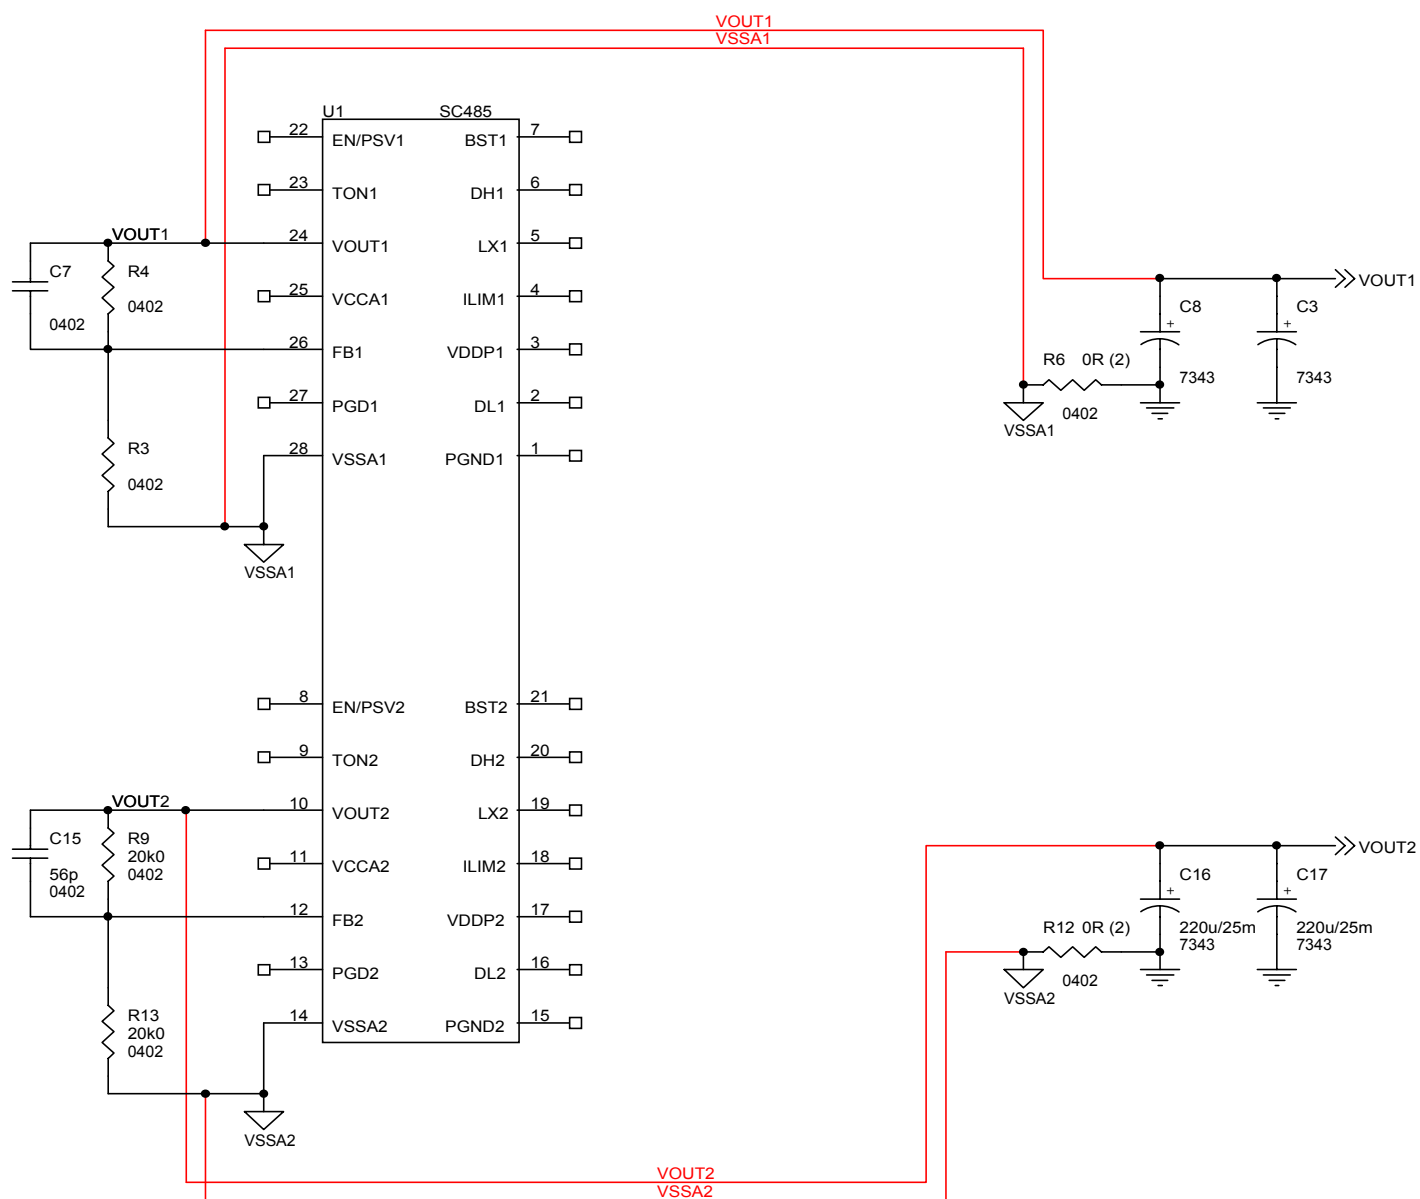 VOUT1
VSSA1
U1 SC485
22 EN/PSV1 BST1 7
23 TON1 DH1 6
VOUT1 24 VOUT1 LX1 5
C7 R4
0402 0402
25 VCCA1 ILIM1 4
26 FB1 VDDP1 3
27 PGD1 DL1 2
R3
0402
28 VSSA1 PGND1 1
VSSA1
VOUT1
C8 C3
+ +
7343 7343
R6 0R (2)
0402
VSSA1
8 EN/PSV2 BST2 21
9 TON2 DH2 20
VOUT2 10 VOUT2 LX2 19
C15 R9
20k0
56p
0402 0402
11 VCCA2 ILIM2 18
12 FB2 VDDP2 17
13 PGD2 DL2 16
R13
20k0
0402
14 VSSA2 PGND2 15
VSSA2
VOUT2
C16 C17
+ +
220u/25m 220u/25m
7343 7343
R12 0R (2)
0402
VSSA2
VOUT2
VSSA2